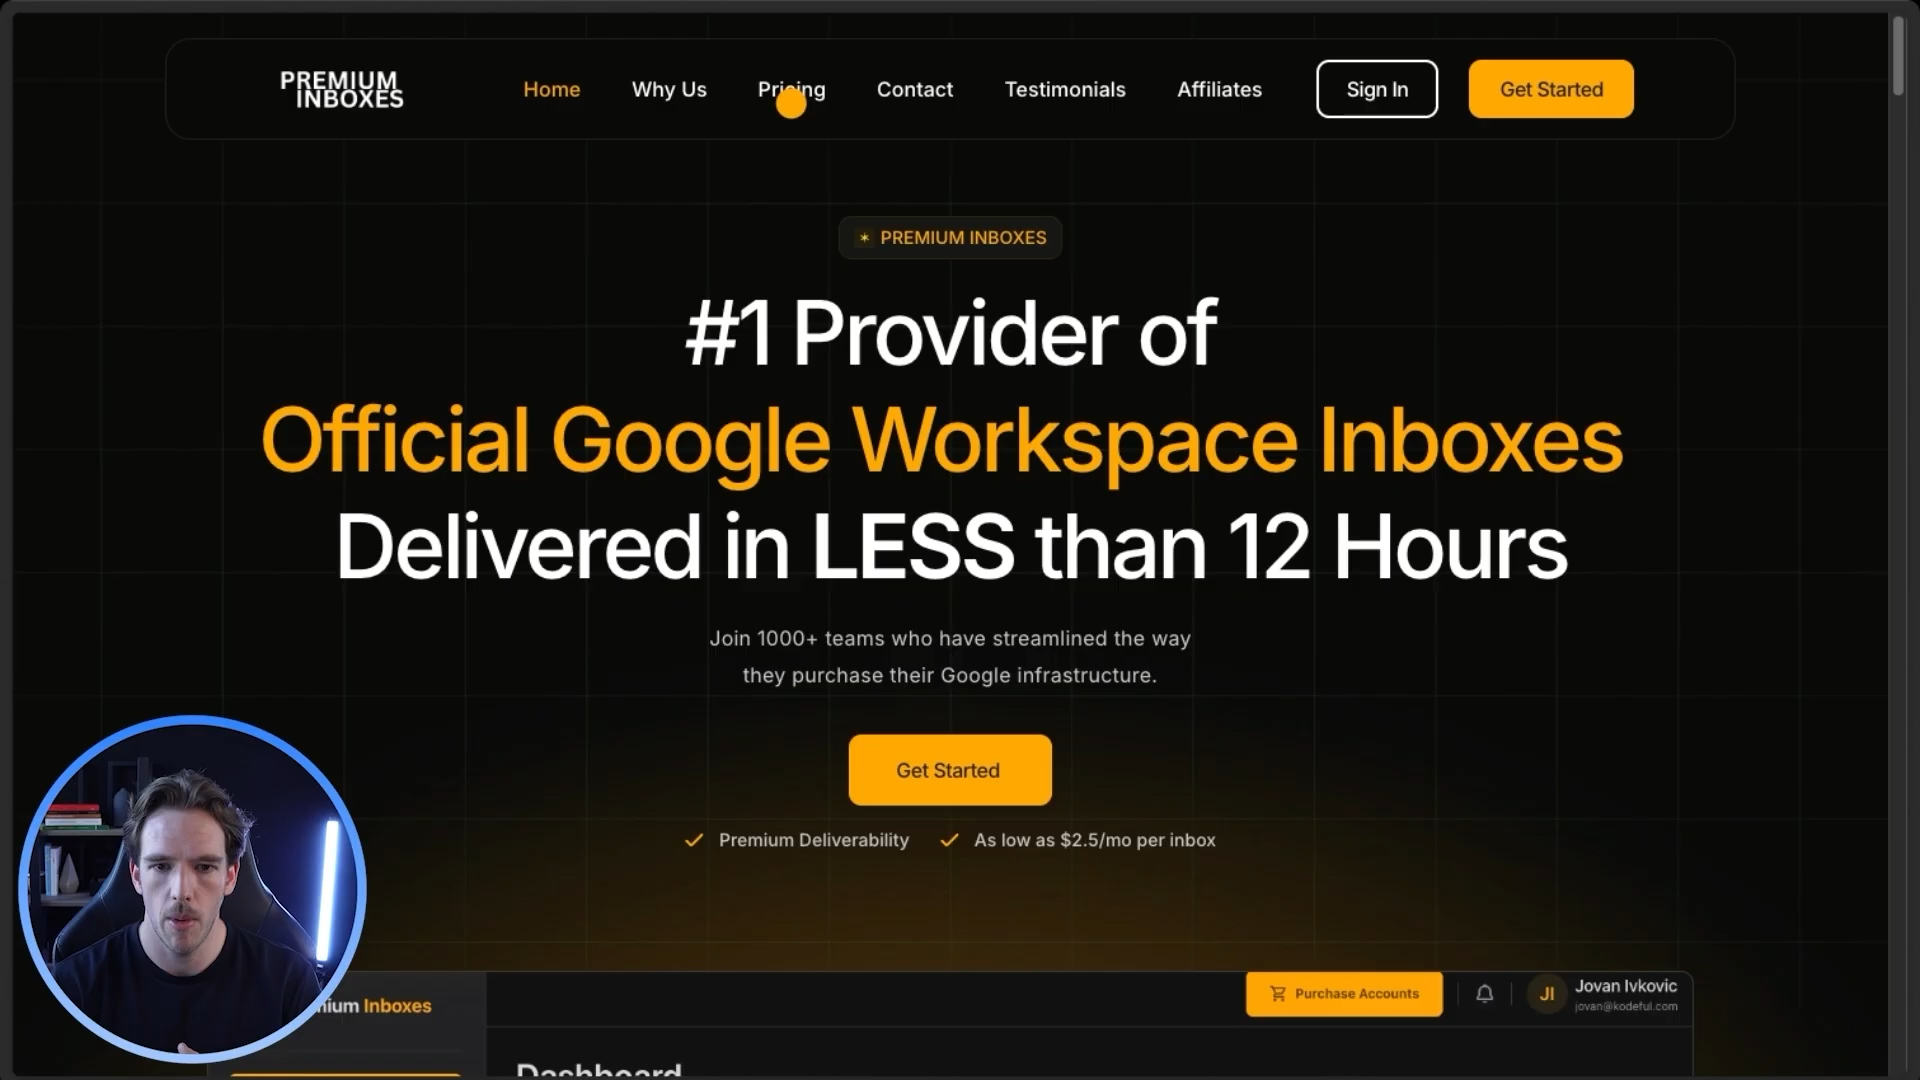 PREMIUM
INBOXES
Home
Why Us
Pricing
Contact
Testimonials
Affiliates
Sign In
Get Started
PREMIUM INBOXES
#1 Provider of
Official Google Workspace Inboxes
Delivered in LESS than 12 Hours
Join 1000+ teams who have streamlined the way
they purchase their Google infrastructure.
Get Started
Premium Deliverability
As low as $2.5/mo per inbox
Inboxes
Purchase Accounts
JI
Jovan Ivkovic
jovan@kodeful.com
Dashboard